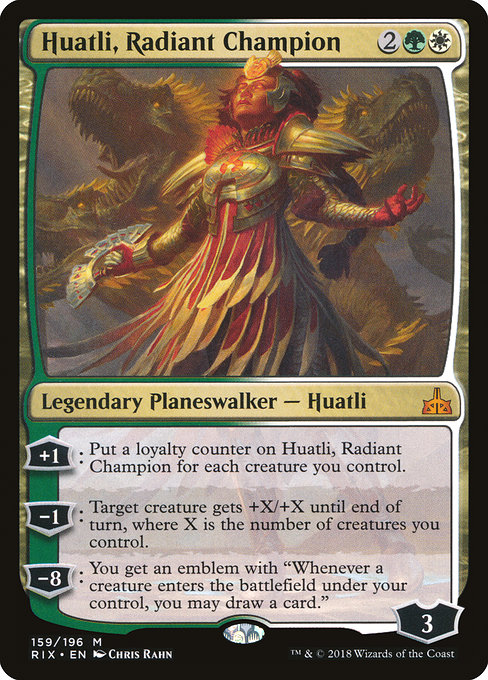 Huatli, Radiant Champion 2
Legendary Planeswalker — Huatli
+1: Put a loyalty counter on Huatli, Radiant
Champion for each creature you control.
−1: Target creature gets +X/+X until end of
turn, where X is the number of creatures you
control.
−8: You get an emblem with “Whenever a
creature enters the battlefield under your
control, you may draw a card.”
3
159/196 M
RIX • EN Chris Rahn
™ & © 2018 Wizards of the Coast